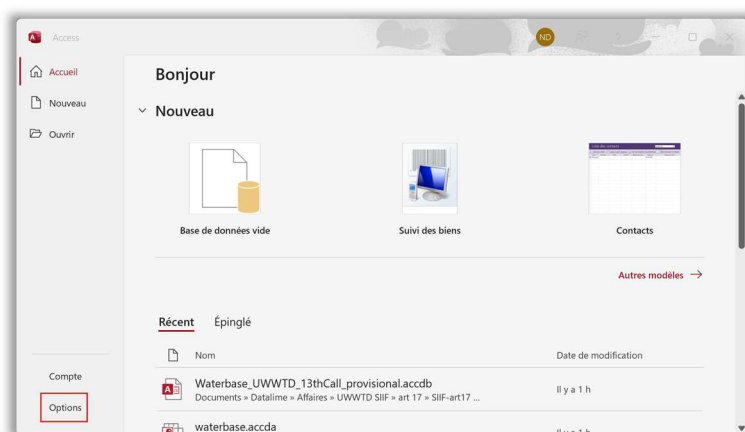 Access
ND
Accueil
Nouveau
Ouvrir
Bonjour
Nouveau
Base de données vide
Suivi des biens
Contacts
Autres modèles
Récent
Épinglé
Nom
Date de modification
Waterbase_UWWTD_13thCall_provisional.accdb
Documents » Datalime » Affaires » UWWTD SIIF » art 17 » SIIF-art17 ...
Il y a 1 h
waterbase.accda
Il y a 1 h
Compte
Options